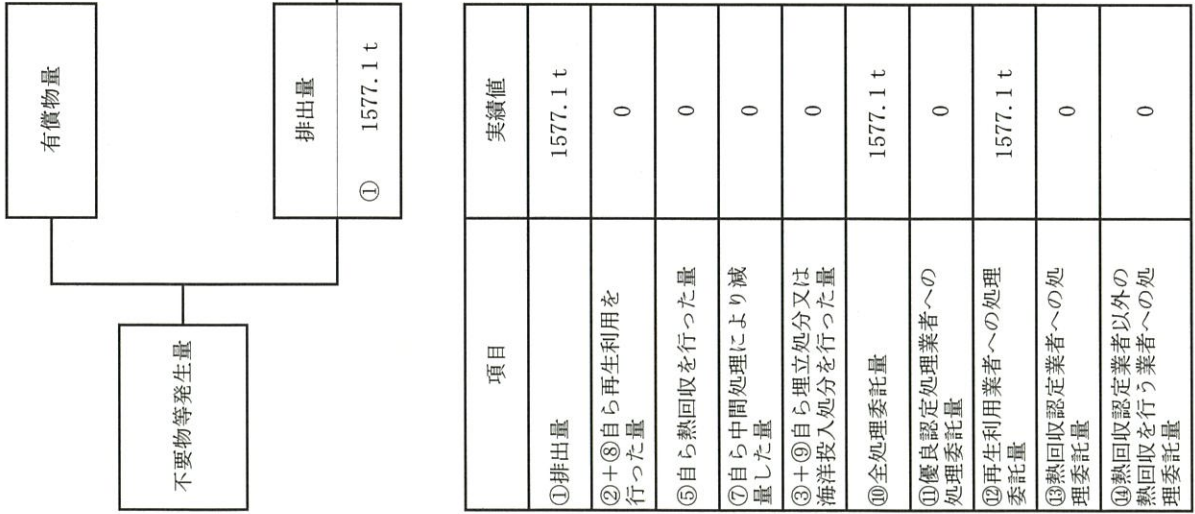 有償物量
不要物等発生量
排出量
① 1577.1 t
項目 実績値
①排出量 1577.1 t
②+⑧自ら再生利用を
行った量 0
⑤自ら熱回収を行った量 0
⑦自ら中間処理により減
量した量 0
③+⑨自ら埋立処分又は
海洋投入処分を行った量 0
⑩全処理委託量 1577.1 t
⑪優良認定処理業者への
処理委託量 0
⑫再生利用業者への処理
委託量 1577.1 t
⑬熱回収認定業者への処
理委託量 0
⑭熱回収認定業者以外の
熱回収を行う業者への処
理委託量 0